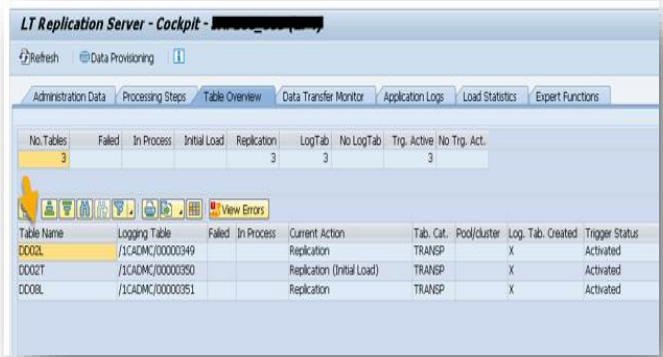 LT Replication Server - Cockpit -
Refresh Data Provisioning
Administration Data Processing Steps Table Overview Data Transfer Monitor Application Logs Load Statistics Expert Functions
No. Tables Failed In Process Initial Load Replication LogTab No LogTab Trg. Active No Trg. Act.
3 3 3 3
View Errors
Table Name Logging Table Failed In Process Current Action Tab. Cat. Pool/cluster Log. Tab. Created Trigger Status
DD02L /1CADMC/00000349 Replication TRANSP X Activated
DD02T /1CADMC/00000350 Replication (Initial Load) TRANSP X Activated
DD08L /1CADMC/00000351 Replication TRANSP X Activated